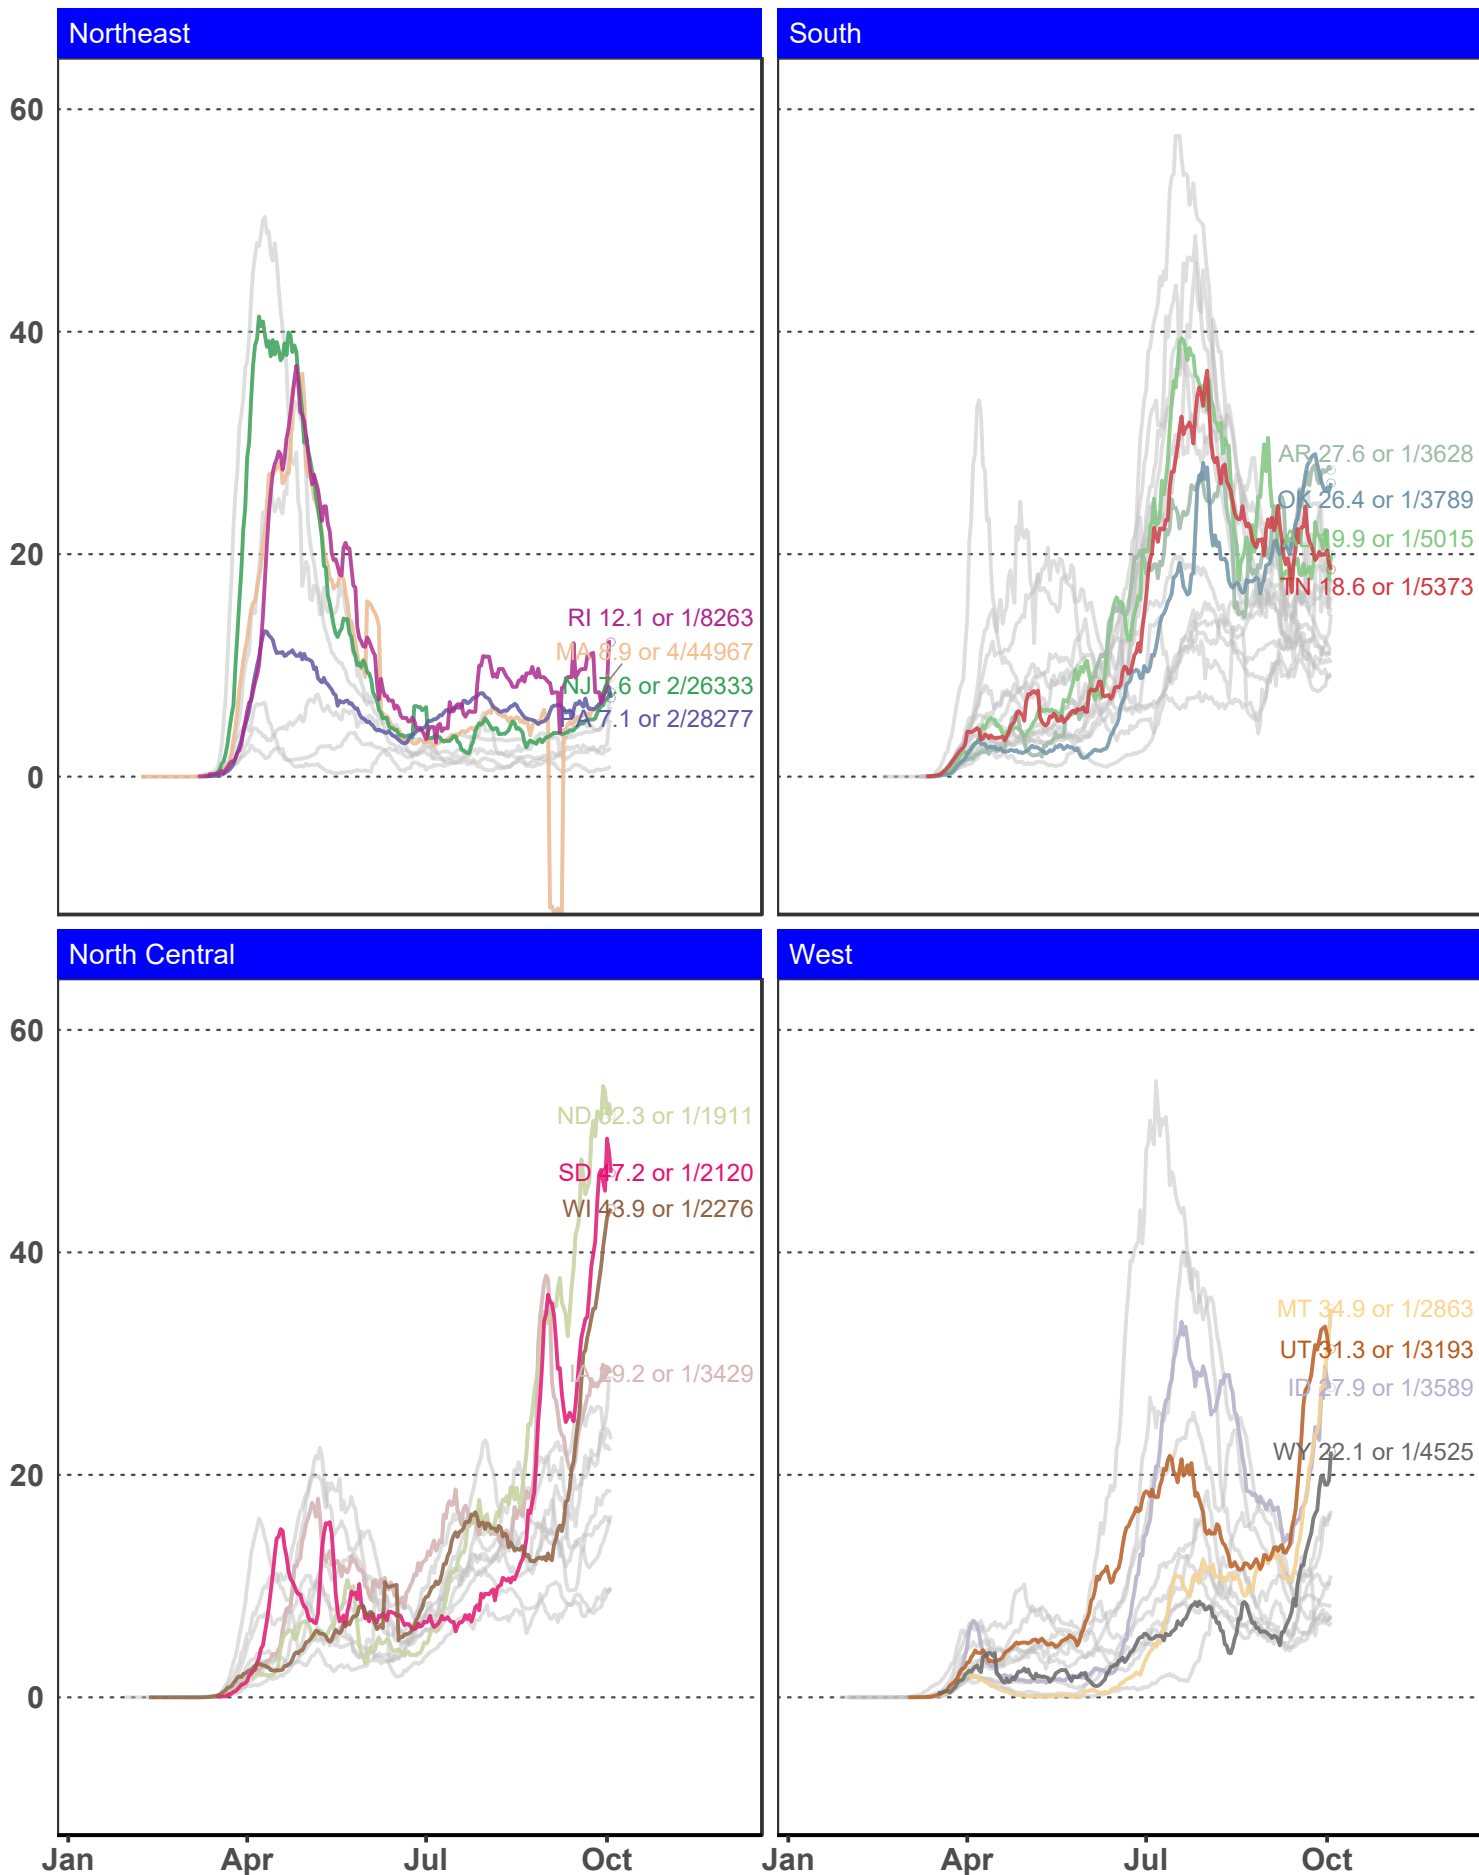 Northeast
South
60
40
20
0
RI 12.1 or 1/8263
MA 8.9 or 4/44967
NJ 7.6 or 2/26333
PA 7.1 or 2/28277
AR 27.6 or 1/3628
OK 26.4 or 1/3789
AL 19.9 or 1/5015
TN 18.6 or 1/5373
North Central
West
60
40
20
0
ND 52.3 or 1/1911
SD 47.2 or 1/2120
WI 43.9 or 1/2276
IA 29.2 or 1/3429
MT 34.9 or 1/2863
UT 31.3 or 1/3193
ID 27.9 or 1/3589
WY 22.1 or 1/4525
Jan Apr Jul Oct
Jan Apr Jul Oct